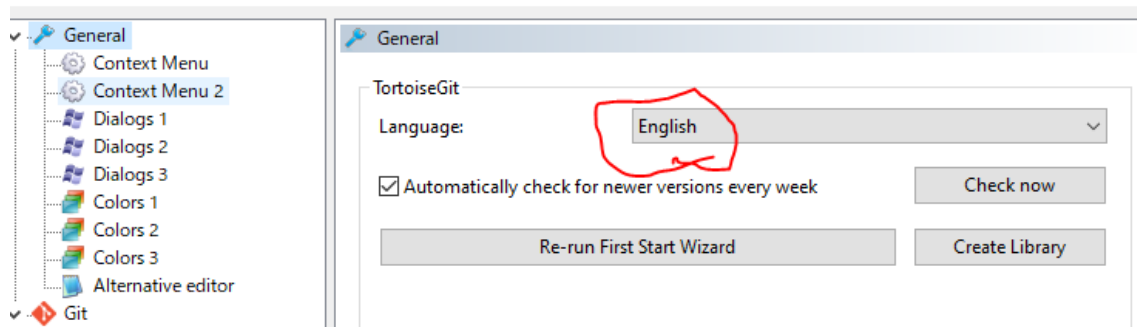 General
Context Menu
Context Menu 2
Dialogs 1
Dialogs 2
Dialogs 3
Colors 1
Colors 2
Colors 3
Alternative editor
Git
General
TortoiseGit
Language: English
Automatically check for newer versions every week Check now
Re-run First Start Wizard Create Library